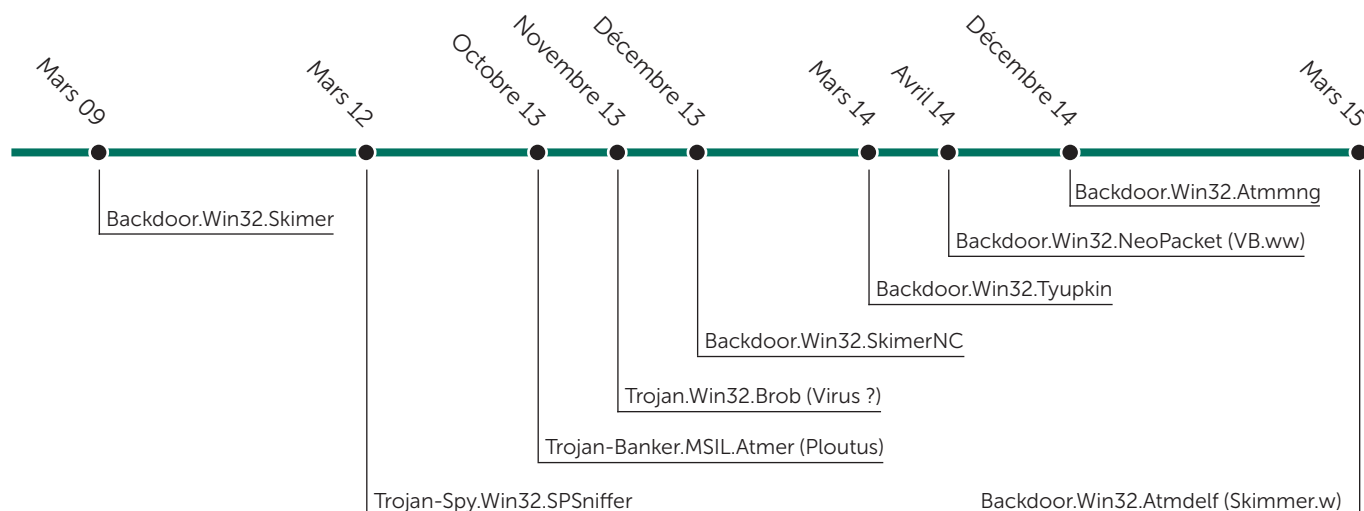 Mars 09
Mars 12
Octobre 13
Novembre 13
Décembre 13
Mars 14
Avril 14
Décembre 14
Mars 15
Backdoor.Win32.Skimer
Backdoor.Win32.Atmmng
Backdoor.Win32.NeoPacket (VB.ww)
Backdoor.Win32.Tyupkin
Backdoor.Win32.SkimerNC
Trojan.Win32.Brob (Virus ?)
Trojan-Banker.MSIL.Atmer (Ploutus)
Trojan-Spy.Win32.SPSniffer
Backdoor.Win32.Atmdelf (Skimmer.w)